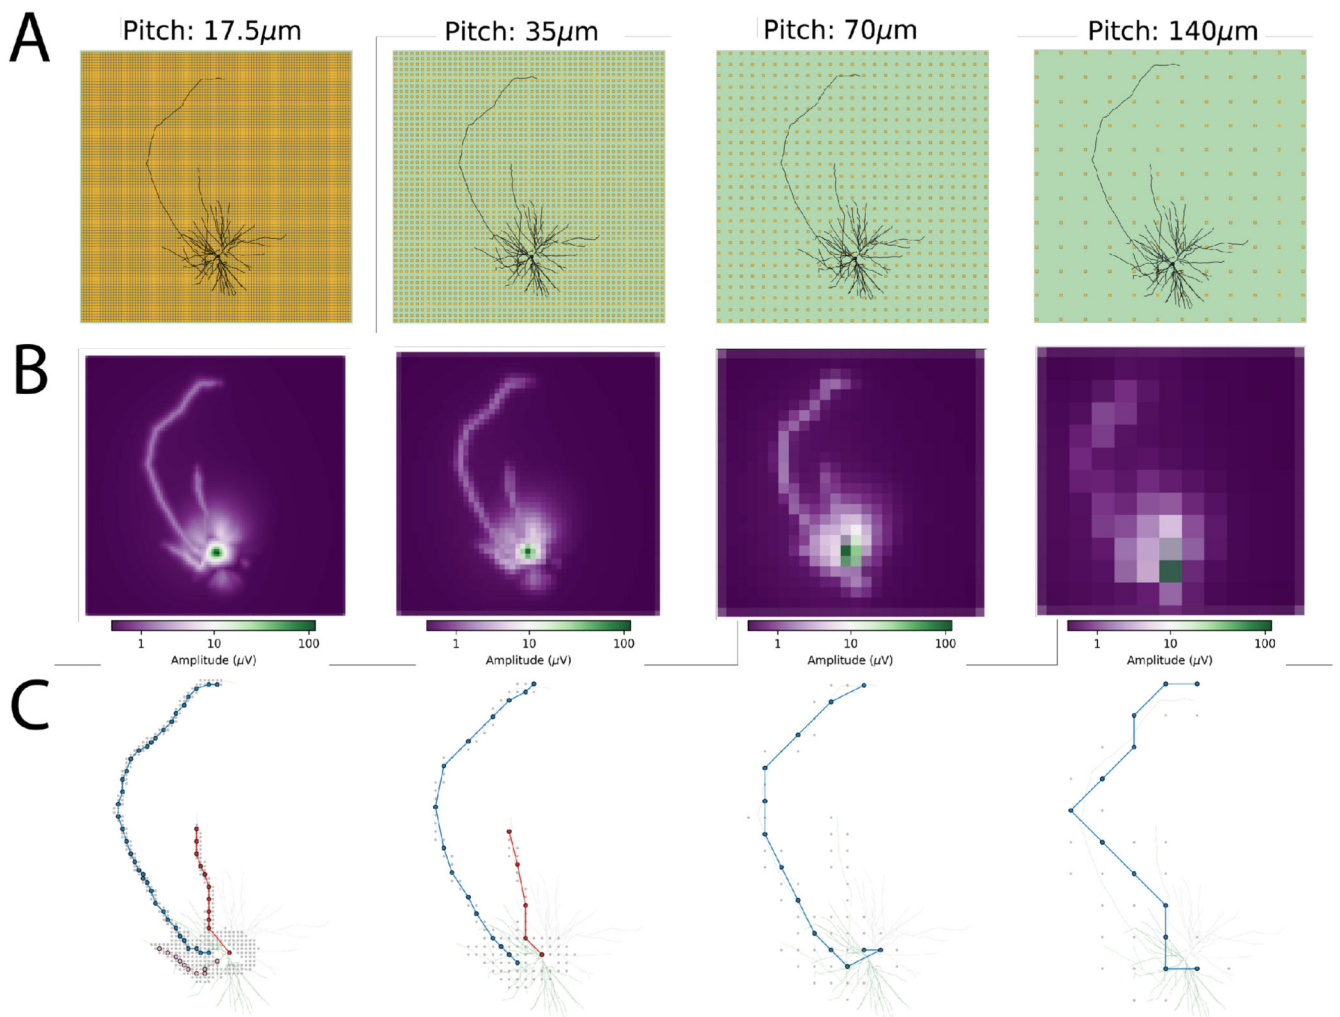 A
Pitch: 17.5μm
Pitch: 35μm
Pitch: 70μm
Pitch: 140μm
B
1 10 100
Amplitude (μV)
1 10 100
Amplitude (μV)
1 10 100
Amplitude (μV)
1 10 100
Amplitude (μV)
C